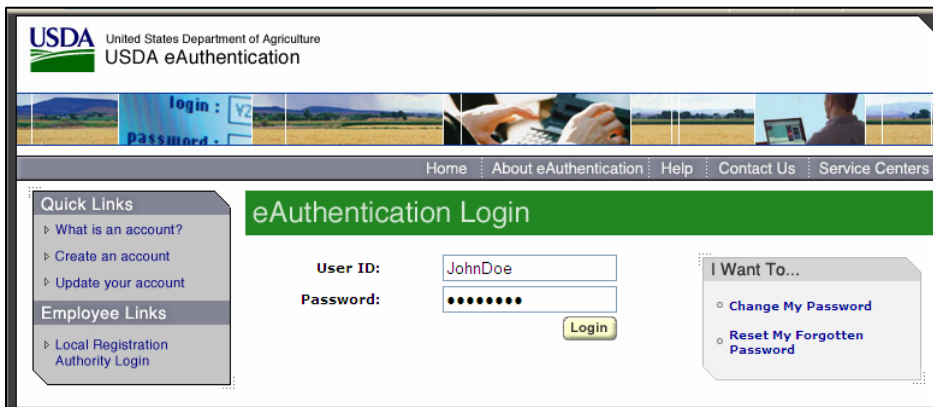 USDA
United States Department of Agriculture
USDA eAuthentication
login :
password :
Home
About eAuthentication
Help
Contact Us
Service Centers
Quick Links
What is an account?
Create an account
Update your account
Employee Links
Local Registration
Authority Login
eAuthentication Login
User ID:
JohnDoe
Password:
••••••••
Login
I Want To...
Change My Password
Reset My Forgotten
Password